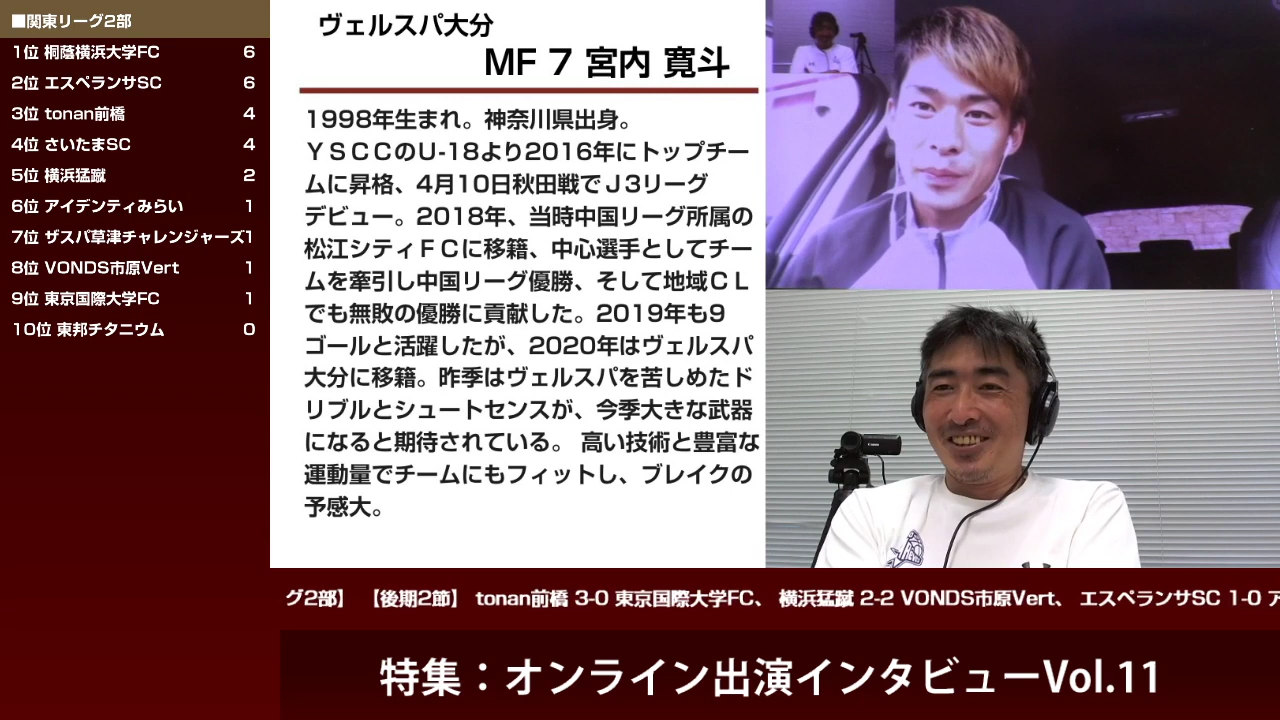 ■関東リーグ2部
1位 桐蔭横浜大学FC 6
2位 エスペランサSC 6
3位 tonan前橋 4
4位 さいたまSC 4
5位 横浜猛蹴 2
6位 アイデンティみらい 1
7位 ザスパ草津チャレンジャーズ1
8位 VONDS市原Vert 1
9位 東京国際大学FC 1
10位 東邦チタニウム 0
ヴェルスパ大分
MF 7 宮内 寛斗
1998年生まれ。神奈川県出身。
ＹＳＣＣのU-18より2016年にトップチー
ムに昇格、4月10日秋田戦でＪ3リーグ
デビュー。2018年、当時中国リーグ所属の
松江シティＦＣに移籍、中心選手としてチー
ムを牽引し中国リーグ優勝、そして地域ＣＬ
でも無敗の優勝に貢献した。2019年も9
ゴールと活躍したが、2020年はヴェルスパ
大分に移籍。昨季はヴェルスパを苦しめたド
リブルとシュートセンスが、今季大きな武器
になると期待されている。 高い技術と豊富な
運動量でチームにもフィットし、ブレイクの
予感大。
Canon
グ2部】 【後期2節】 tonan前橋 3-0 東京国際大学FC、 横浜猛蹴 2-2 VONDS市原Vert、 エスペランサSC 1-0 ア
特集：オンライン出演インタビューVol.11